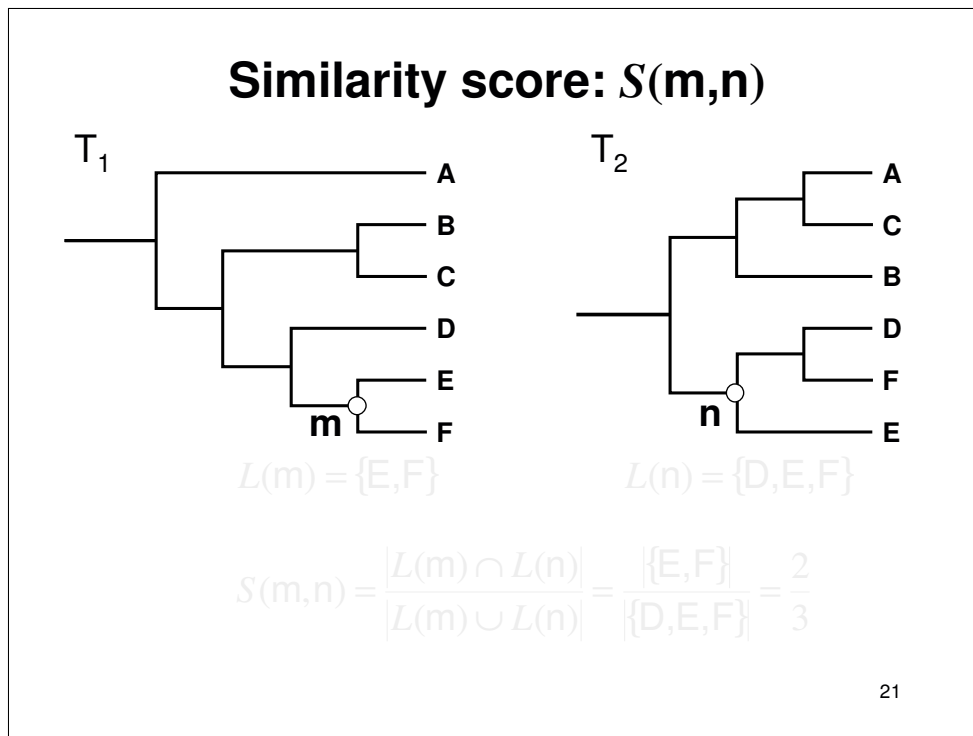 Similarity score: S(m,n)
T1 T2
A A
B C
C B
D D
E F
m F n E
L(m) = {E,F} L(n) = {D,E,F}
S(m,n) = |L(m) ∩ L(n)| / |L(m) ∪ L(n)| = |{E,F}| / |{D,E,F}| = 2/3
21